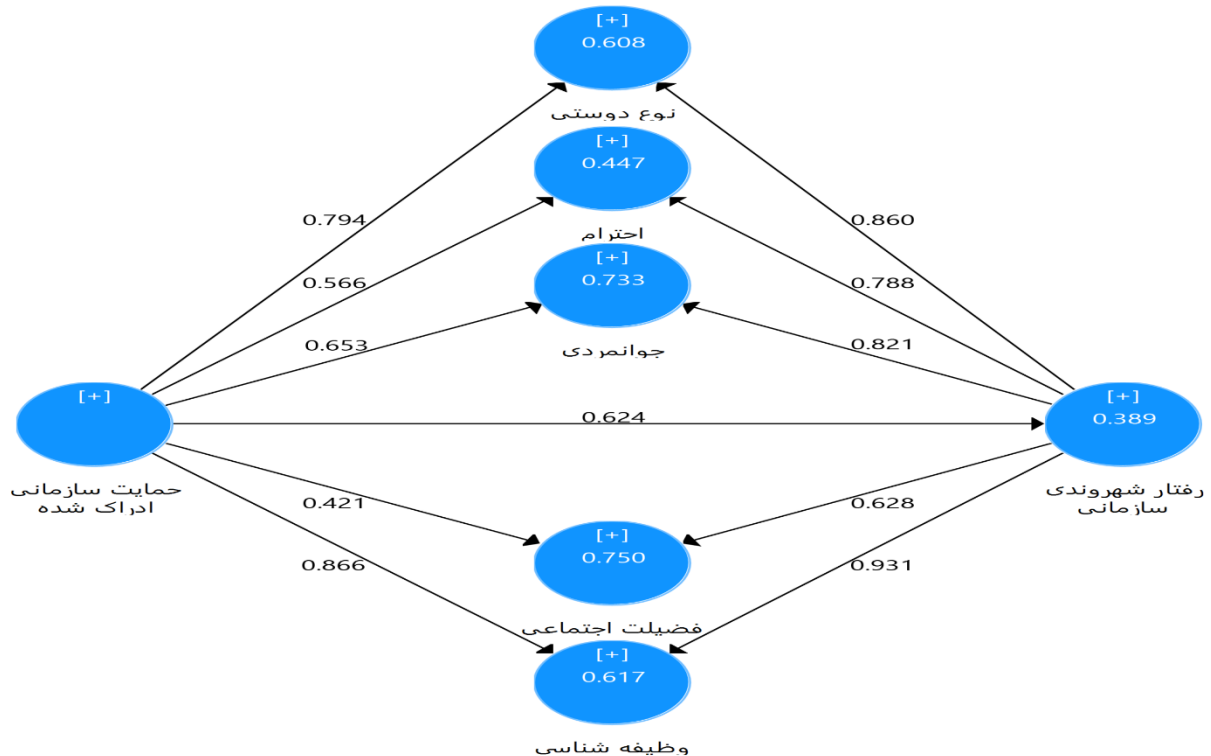 [+]
0.608
نوع دوستی
[+]
0.447
احترام
[+]
0.733
جوانمردی
0.794
0.566
0.653
0.860
0.788
0.821
[+]
حمایت سازمانی
ادراک شده
0.624
[+]
0.389
رفتار شهروندی
سازمانی
0.421
0.866
0.628
0.931
[+]
0.750
فضیلت اجتماعی
[+]
0.617
وظیفه شناسی